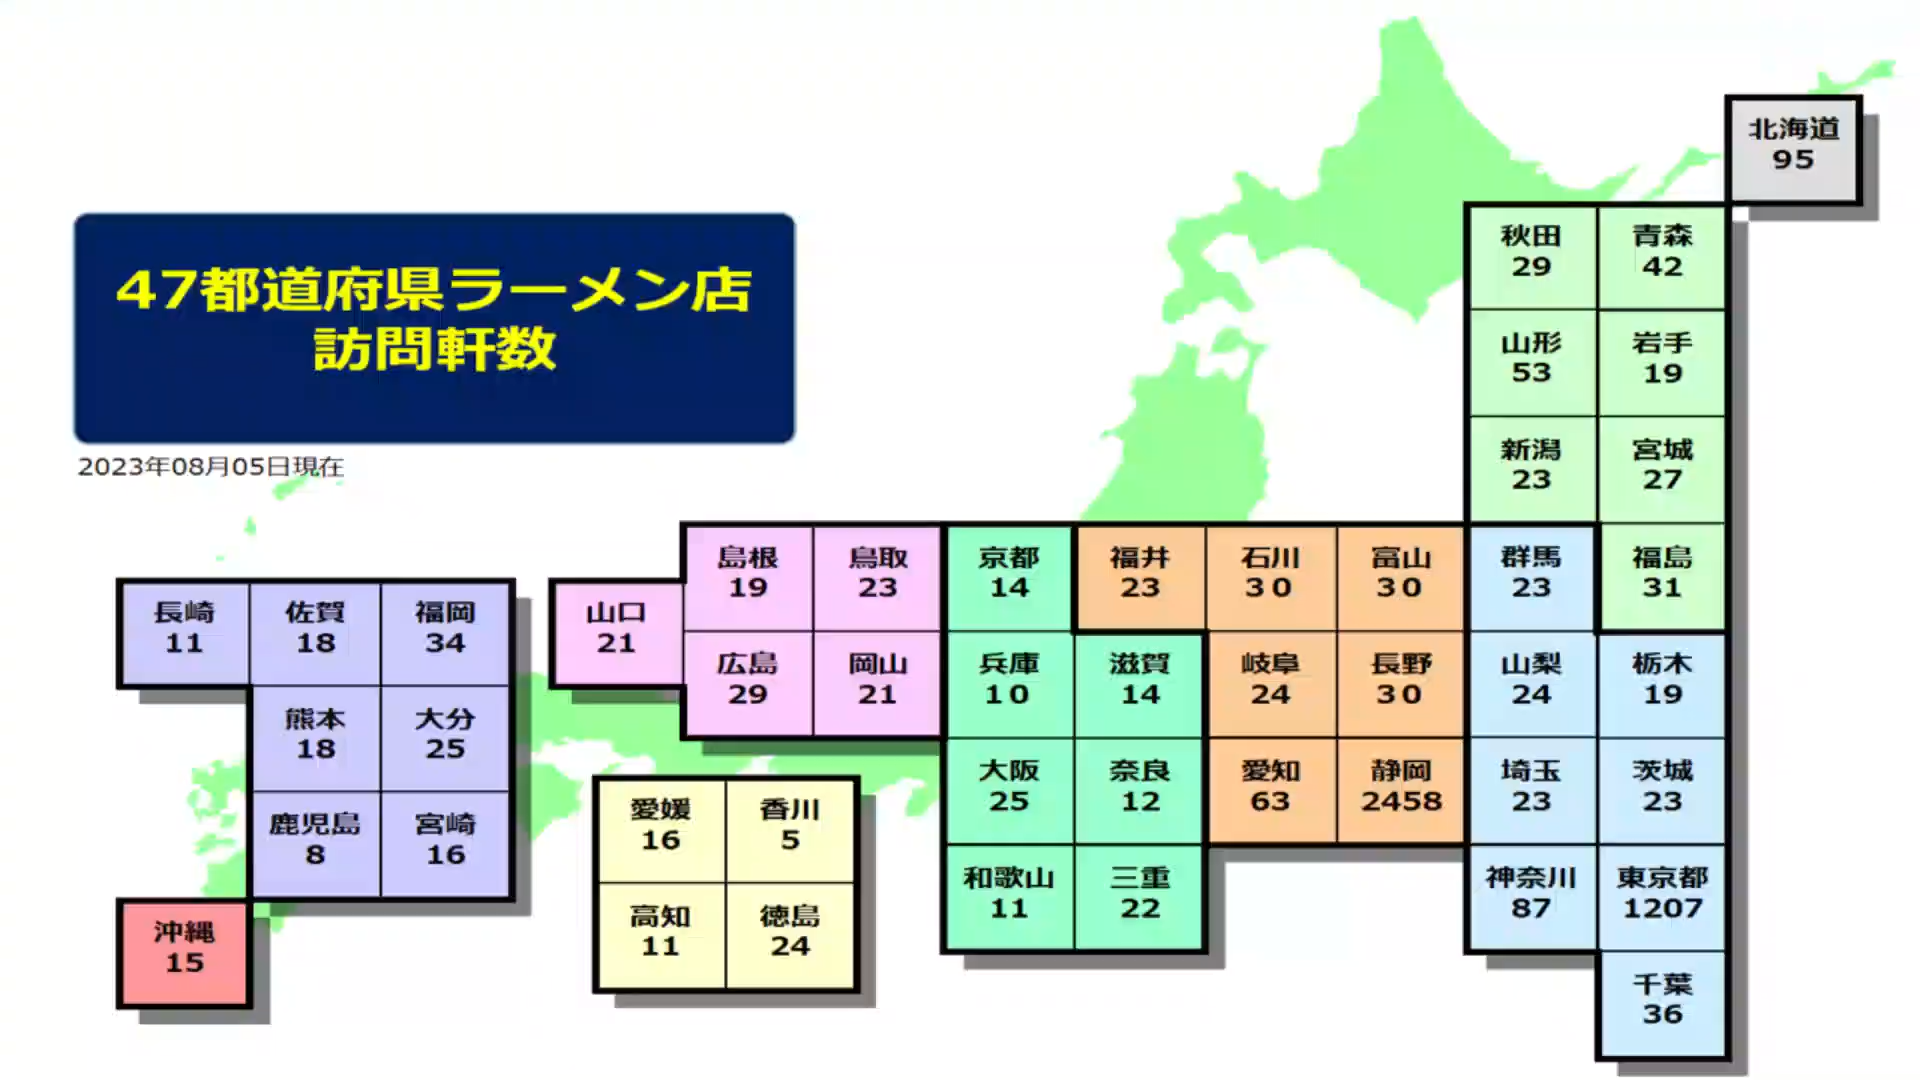 47都道府県ラーメン店
訪問軒数
2023年08月05日現在
北海道
95
秋田
29
青森
42
山形
53
岩手
19
新潟
23
宮城
27
島根
19
鳥取
23
京都
14
福井
23
石川
30
富山
30
群馬
23
福島
31
長崎
11
佐賀
18
福岡
34
山口
21
広島
29
岡山
21
兵庫
10
滋賀
14
岐阜
24
長野
30
山梨
24
栃木
19
熊本
18
大分
25
大阪
25
奈良
12
愛知
63
静岡
2458
埼玉
23
茨城
23
鹿児島
8
宮崎
16
愛媛
16
香川
5
和歌山
11
三重
22
神奈川
87
東京都
1207
沖縄
15
高知
11
徳島
24
千葉
36